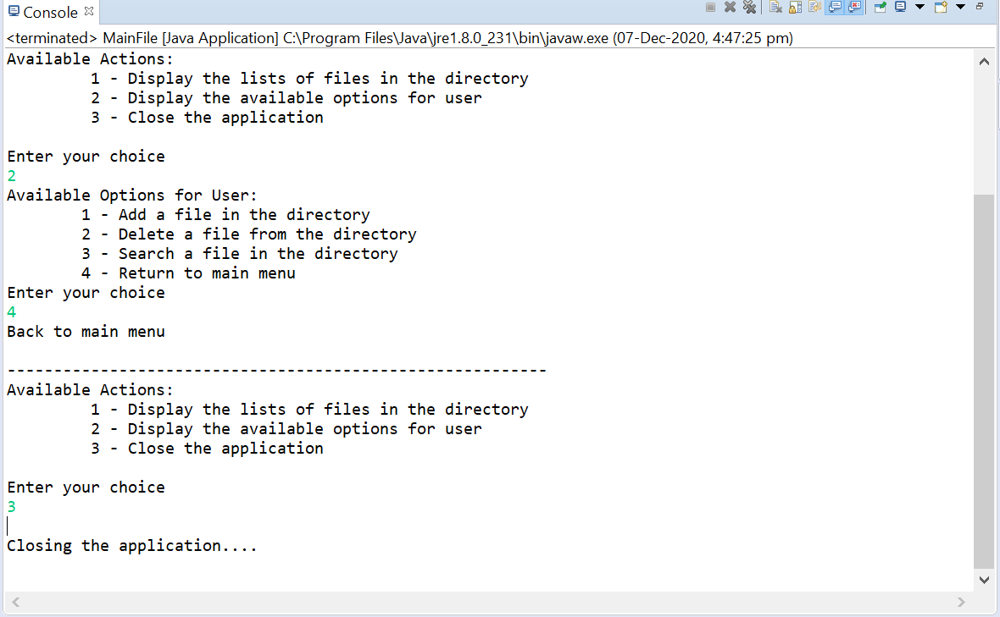 Console
<terminated> MainFile [Java Application] C:\Program Files\Java\jre1.8.0_231\bin\javaw.exe (07-Dec-2020, 4:47:25 pm)
Available Actions:
1 - Display the lists of files in the directory
2 - Display the available options for user
3 - Close the application
Enter your choice
2
Available Options for User:
1 - Add a file in the directory
2 - Delete a file from the directory
3 - Search a file in the directory
4 - Return to main menu
Enter your choice
4
Back to main menu
----------------------------------------------------------
Available Actions:
1 - Display the lists of files in the directory
2 - Display the available options for user
3 - Close the application
Enter your choice
3
Closing the application....